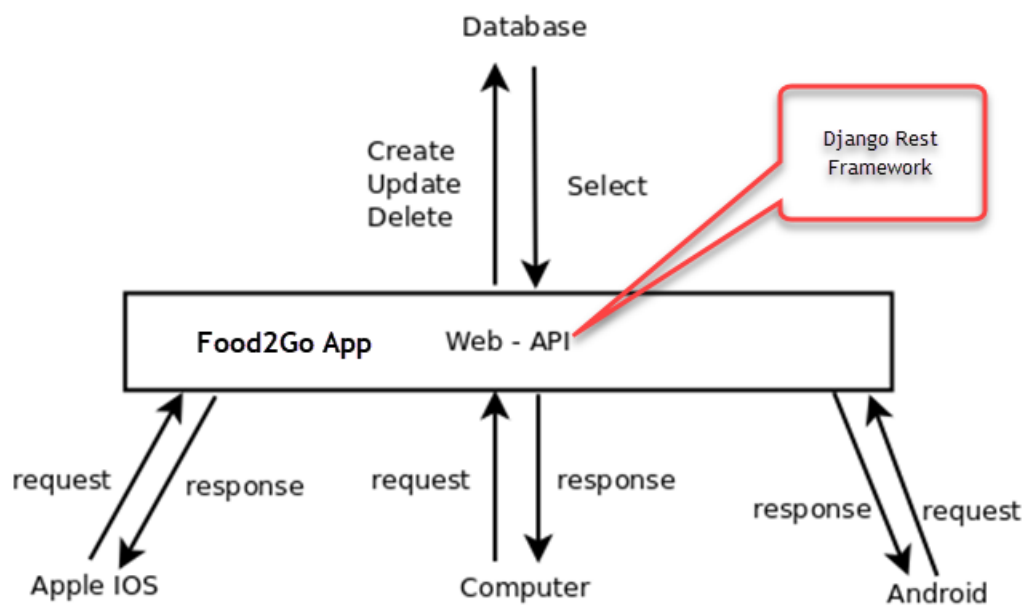 Database
Django Rest
Framework
Create
Update
Delete
Select
Food2Go App
Web - API
request
response
request
response
response
request
Apple IOS
Computer
Android